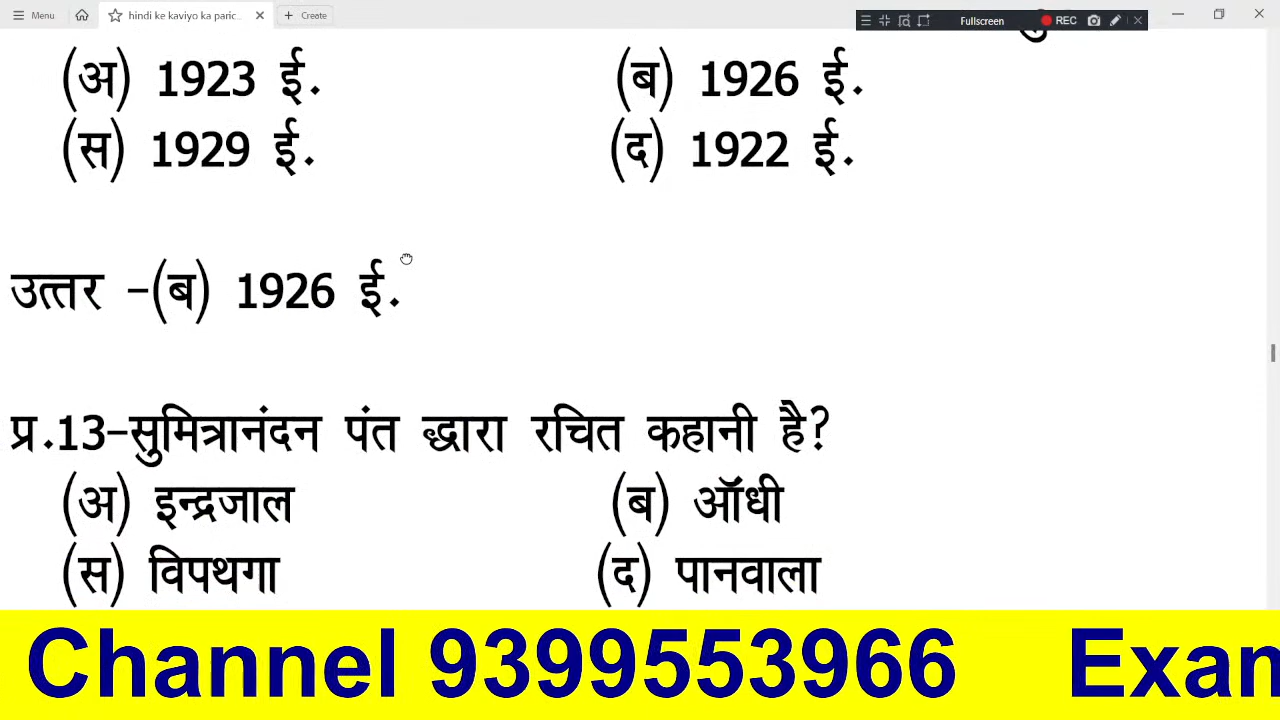 Menu hindi ke kaviyo ka paric... Create Fullscreen REC
(अ) 1923 ई. (ब) 1926 ई.
(स) 1929 ई. (द) 1922 ई.
उत्तर -(ब) 1926 ई.
प्र.13-सुमित्रानंदन पंत द्धारा रचित कहानी है?
(अ) इन्द्रजाल (ब) ऑंधी
(स) विपथगा (द) पानवाला
Channel 9399553966 Exan